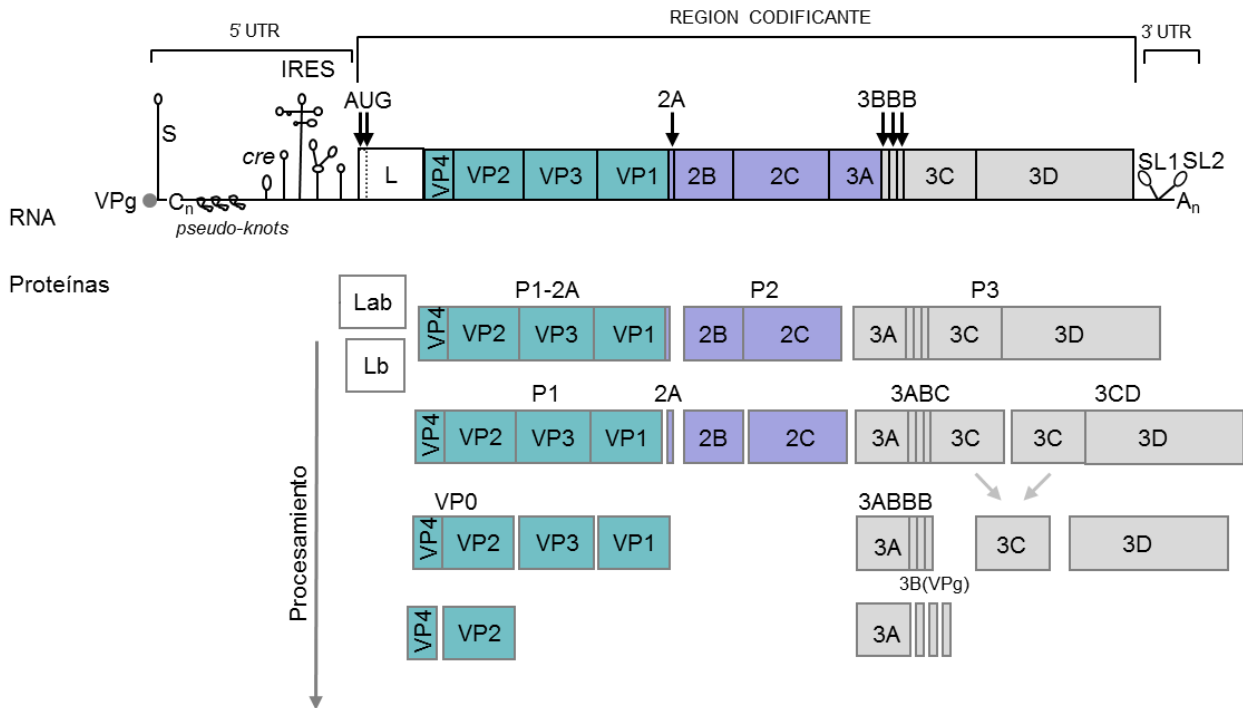 REGION CODIFICANTE
5' UTR
3' UTR
IRES
AUG
2A
3BBB
S
cre
SL1 SL2
L
VP4
VP2
VP3
VP1
2B
2C
3A
3C
3D
VPg
Cn
An
RNA
pseudo-knots
Proteínas
Lab
P1-2A
P2
P3
VP4
VP2
VP3
VP1
2B
2C
3A
3C
3D
Lb
P1
2A
3ABC
3CD
VP4
VP2
VP3
VP1
2B
2C
3A
3C
3C
3D
Procesamiento
VP0
3ABBB
VP4
VP2
VP3
VP1
3A
3C
3D
3B(VPg)
VP4
VP2
3A